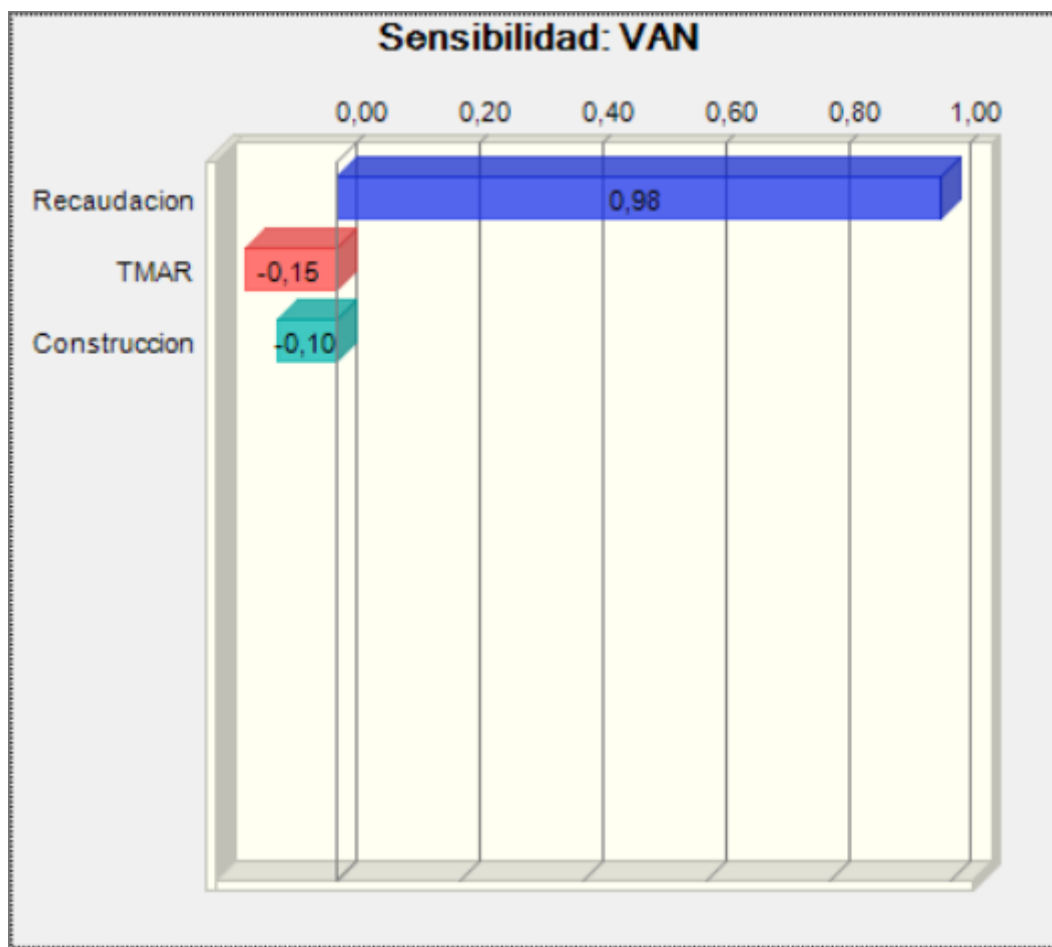 Sensibilidad: VAN
0,00 0,20 0,40 0,60 0,80 1,00
Recaudacion 0,98
TMAR -0,15
Construccion -0,10